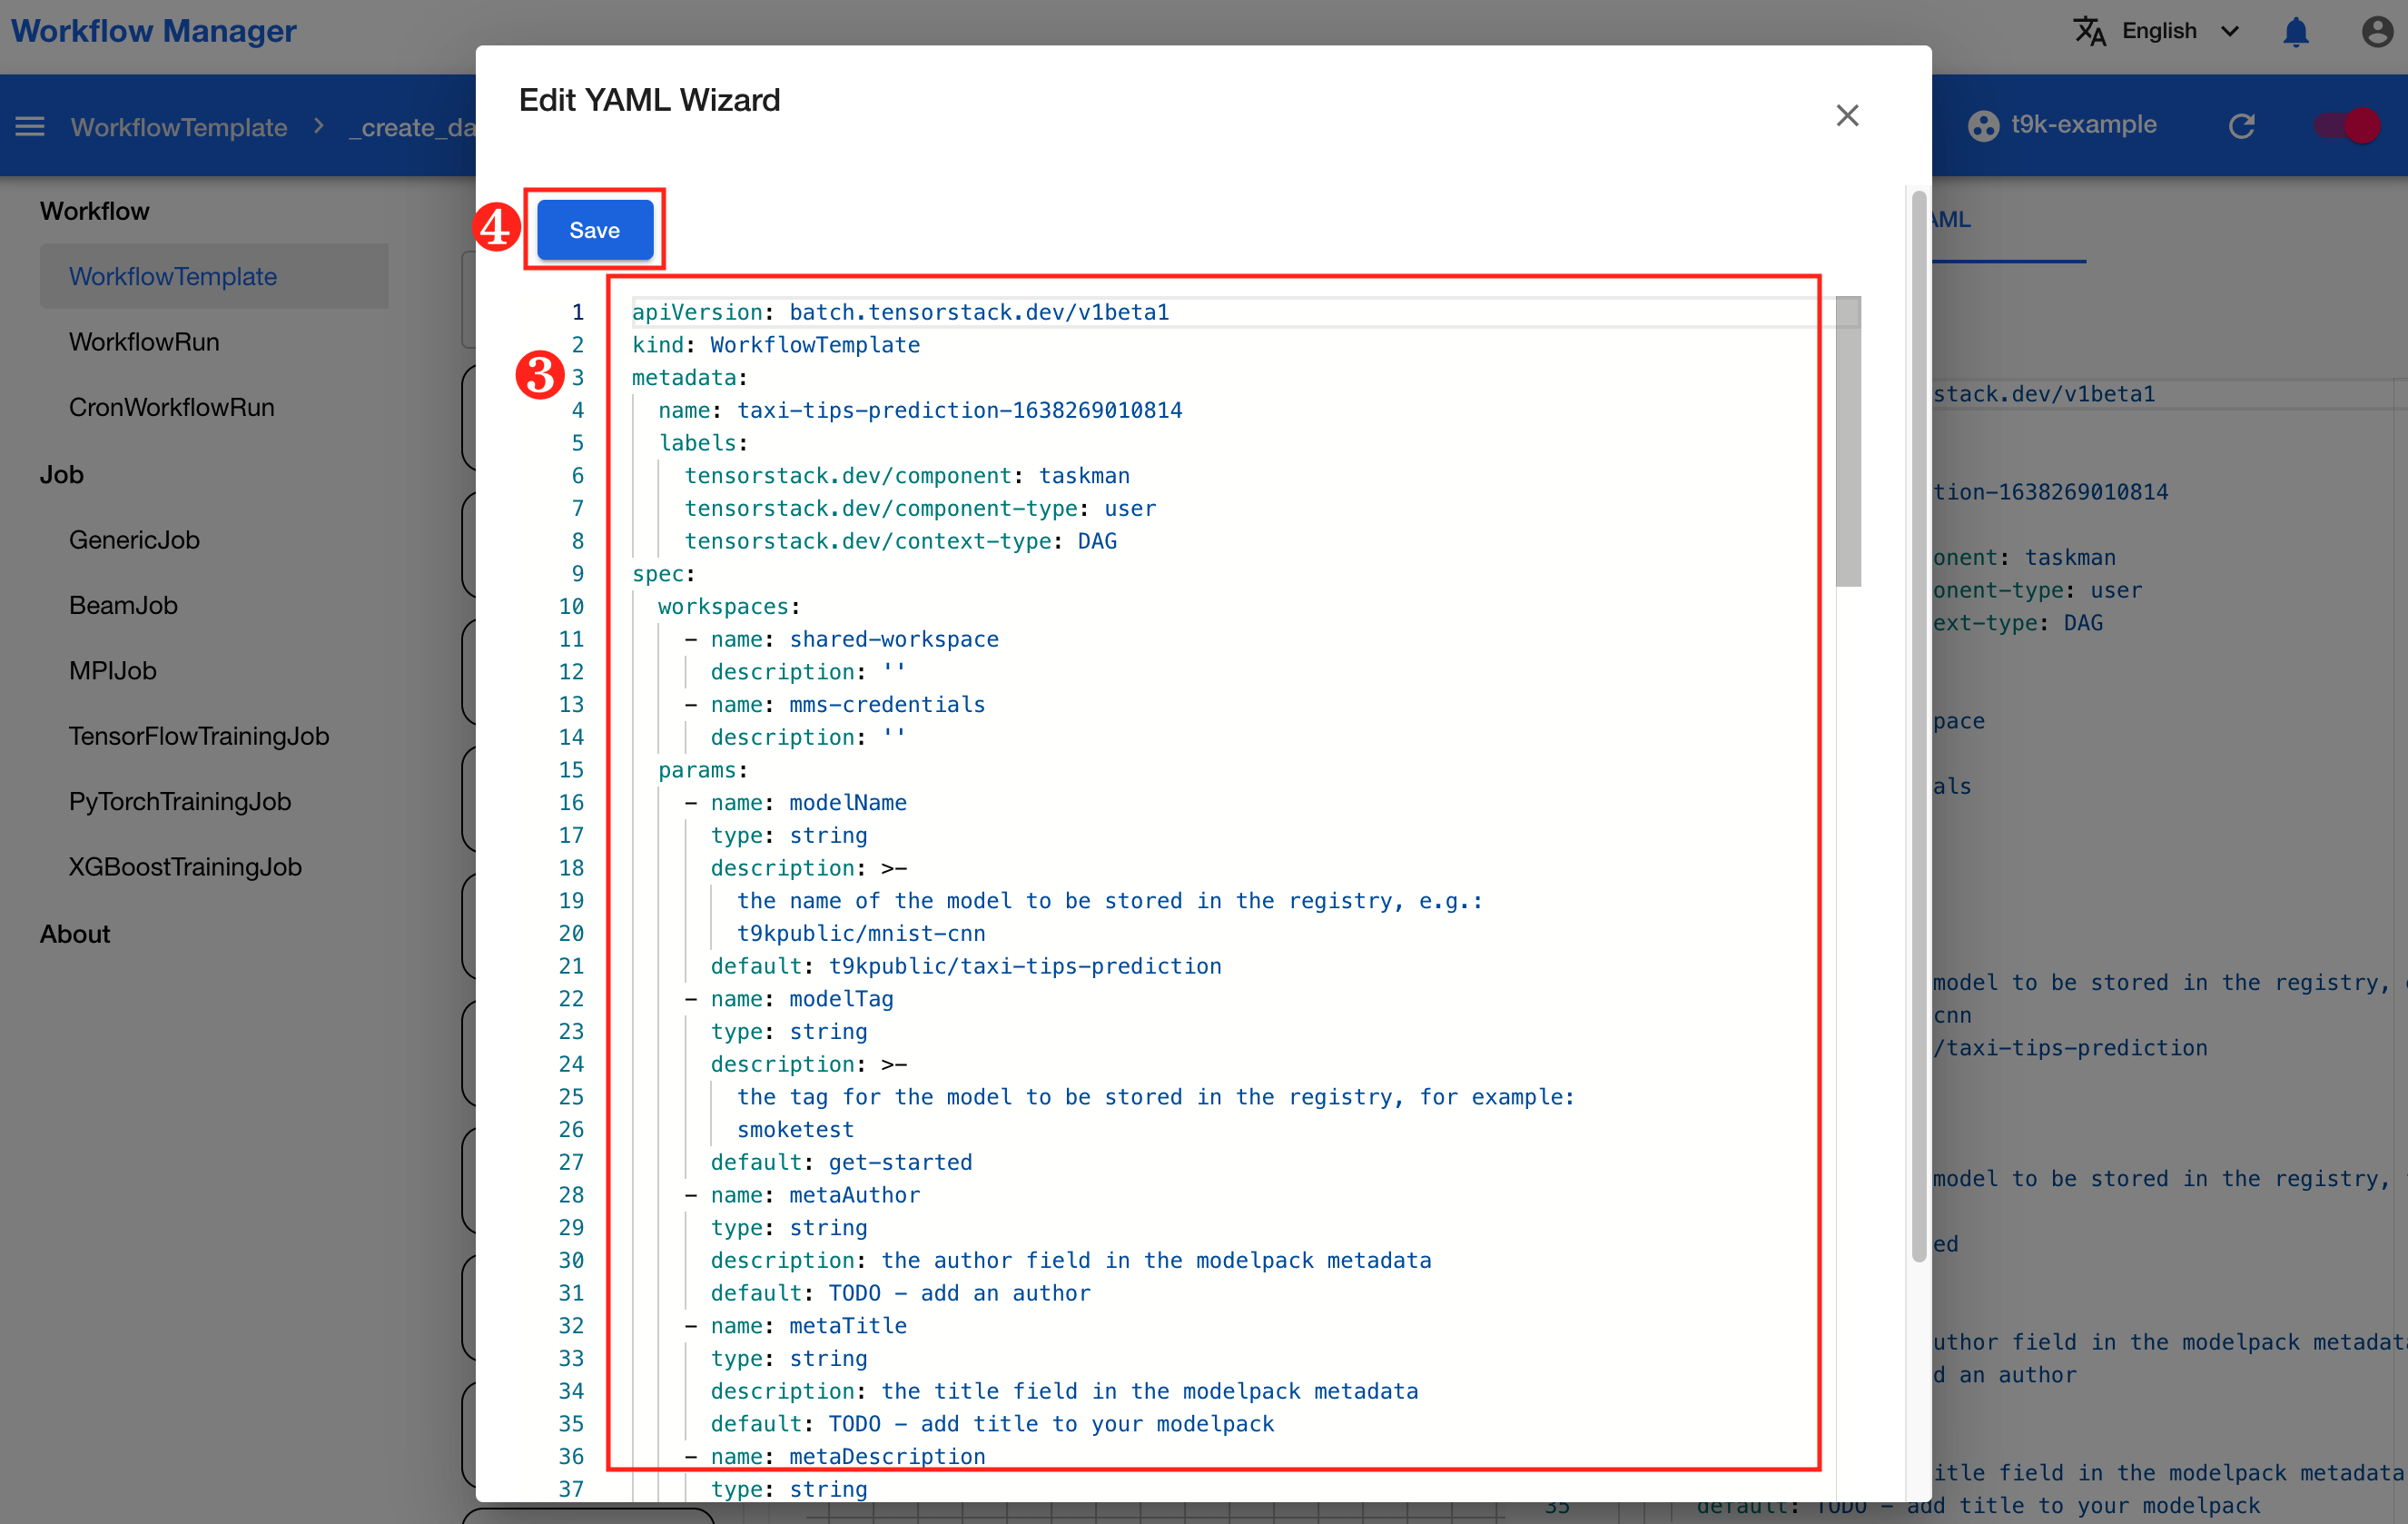 Workflow Manager
English
WorkflowTemplate
_create_da
t9k-example
Workflow
WorkflowTemplate
WorkflowRun
CronWorkflowRun
Job
GenericJob
BeamJob
MPIJob
TensorFlowTrainingJob
PyTorchTrainingJob
XGBoostTrainingJob
About
Edit YAML Wizard
4
Save
3
1 apiVersion: batch.tensorstack.dev/v1beta1
2 kind: WorkflowTemplate
3 metadata:
4 name: taxi-tips-prediction-1638269010814
5 labels:
6 tensorstack.dev/component: taskman
7 tensorstack.dev/component-type: user
8 tensorstack.dev/context-type: DAG
9 spec:
10 workspaces:
11 - name: shared-workspace
12 description: ''
13 - name: mms-credentials
14 description: ''
15 params:
16 - name: modelName
17 type: string
18 description: >-
19 the name of the model to be stored in the registry, e.g.:
20 t9kpublic/mnist-cnn
21 default: t9kpublic/taxi-tips-prediction
22 - name: modelTag
23 type: string
24 description: >-
25 the tag for the model to be stored in the registry, for example:
26 smoketest
27 default: get-started
28 - name: metaAuthor
29 type: string
30 description: the author field in the modelpack metadata
31 default: TODO - add an author
32 - name: metaTitle
33 type: string
34 description: the title field in the modelpack metadata
35 default: TODO - add title to your modelpack
36 - name: metaDescription
37 type: string
AML
stack.dev/v1beta1
tion-1638269010814
onent: taskman
onent-type: user
ext-type: DAG
pace
als
model to be stored in the registry,
cnn
/taxi-tips-prediction
model to be stored in the registry,
ed
uthor field in the modelpack metadat
d an author
itle field in the modelpack metadata
35 default: TODO - add title to your modelpack